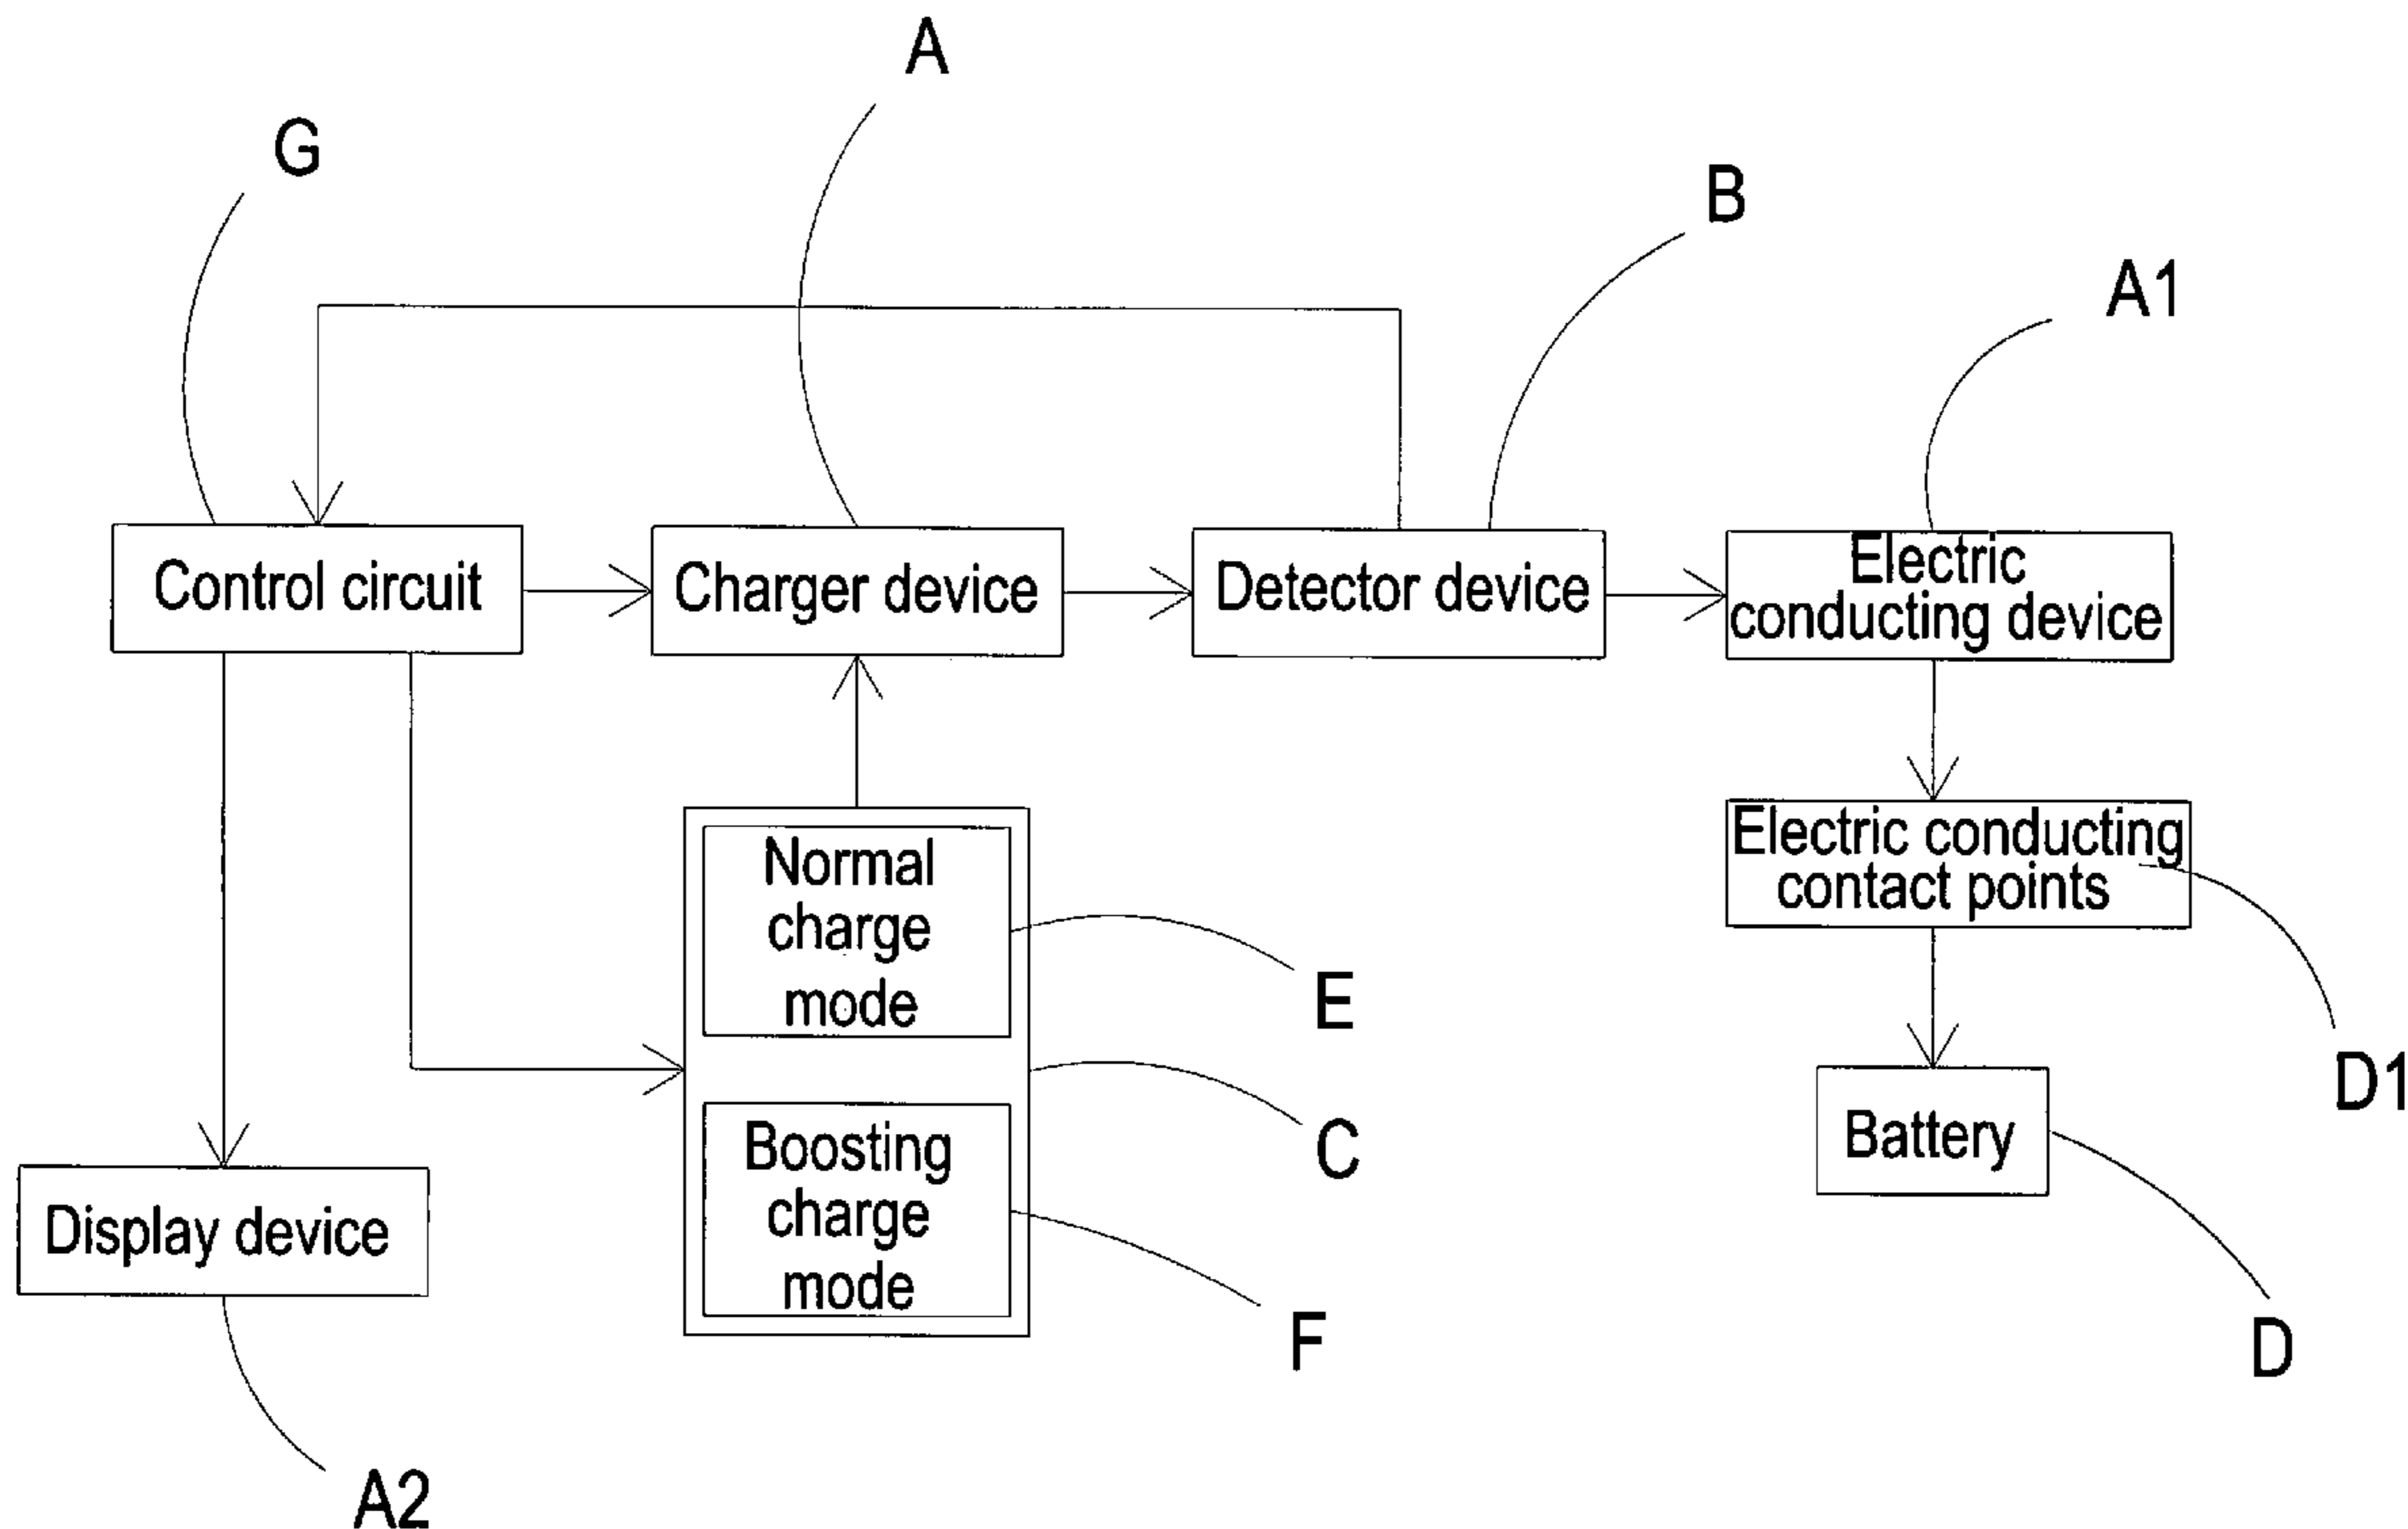 A
G
B
A1
Control circuit
Charger device
Detector device
Electric
conducting device
Electric conducting
contact points
Normal
charge
mode
E
D1
C
Battery
Boosting
charge
mode
Display device
F
D
A2